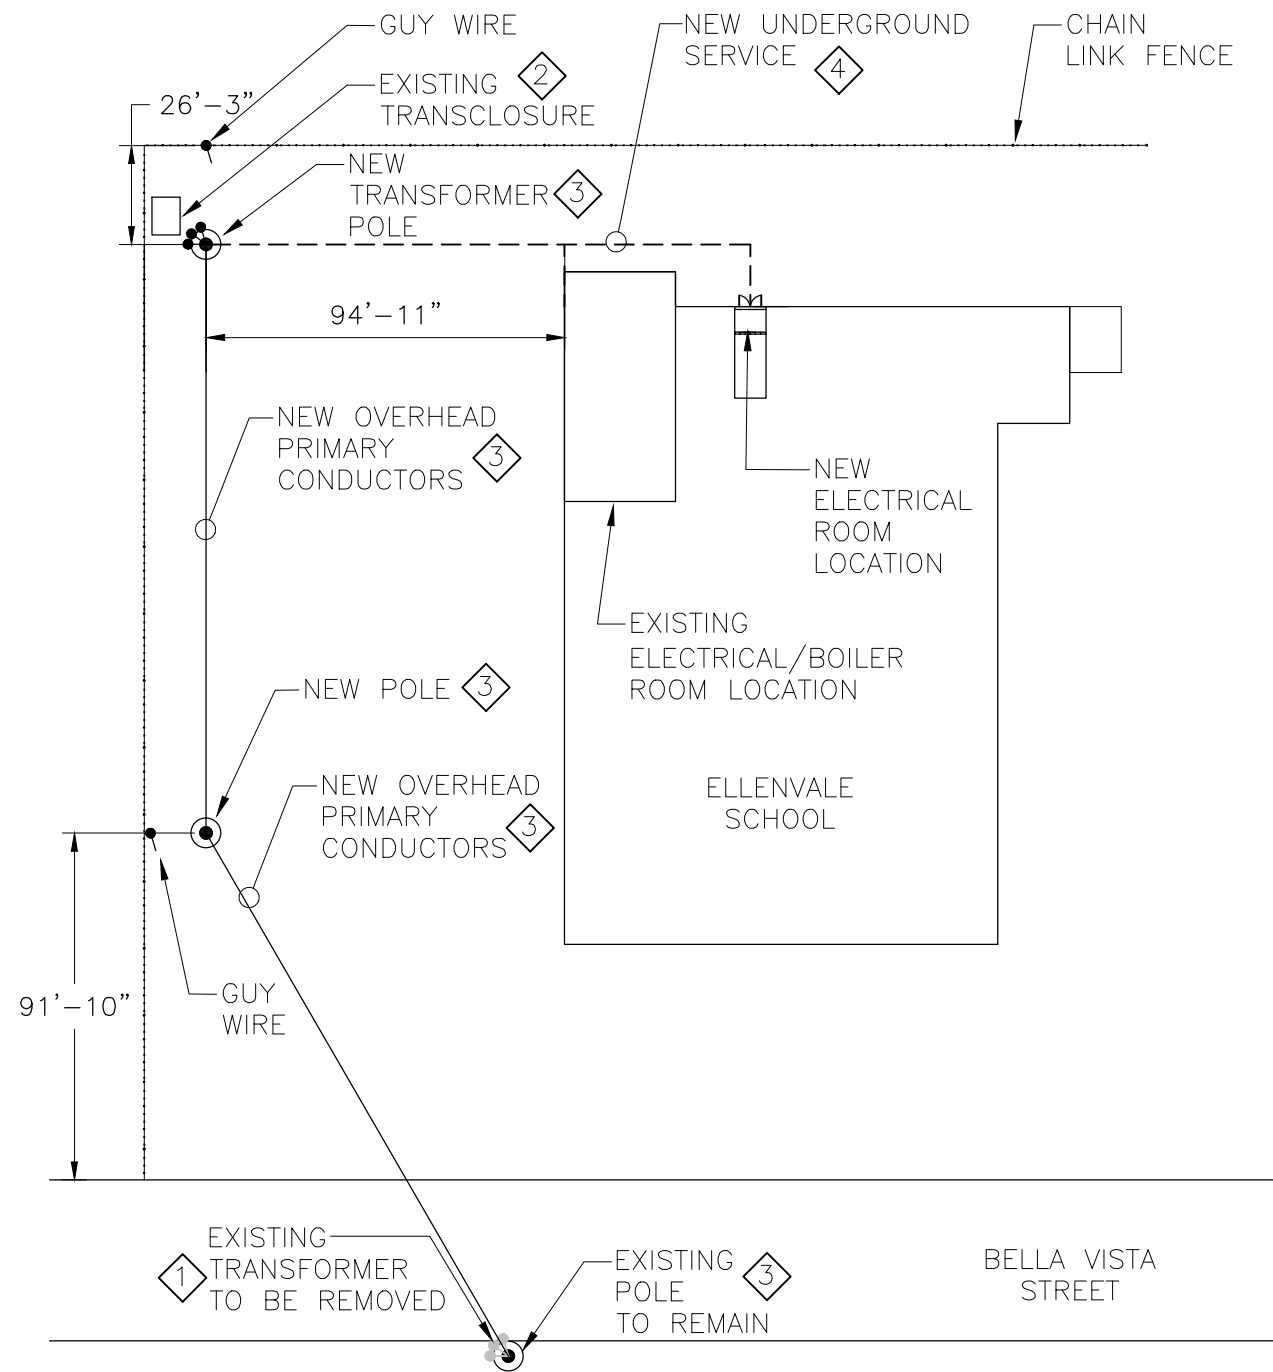 GUY WIRE
NEW UNDERGROUND
SERVICE 4
CHAIN
LINK FENCE
EXISTING 2
TRANSCLOSURE
26'-3"
NEW
TRANSFORMER 3
POLE
94'-11"
NEW OVERHEAD
PRIMARY 3
CONDUCTORS
NEW
ELECTRICAL
ROOM
LOCATION
EXISTING
ELECTRICAL/BOILER
ROOM LOCATION
NEW POLE 3
NEW OVERHEAD
PRIMARY 3
CONDUCTORS
ELLENVALE
SCHOOL
GUY
WIRE
91'-10"
EXISTING
1 TRANSFORMER
TO BE REMOVED
EXISTING 3
POLE
TO REMAIN
BELLA VISTA
STREET